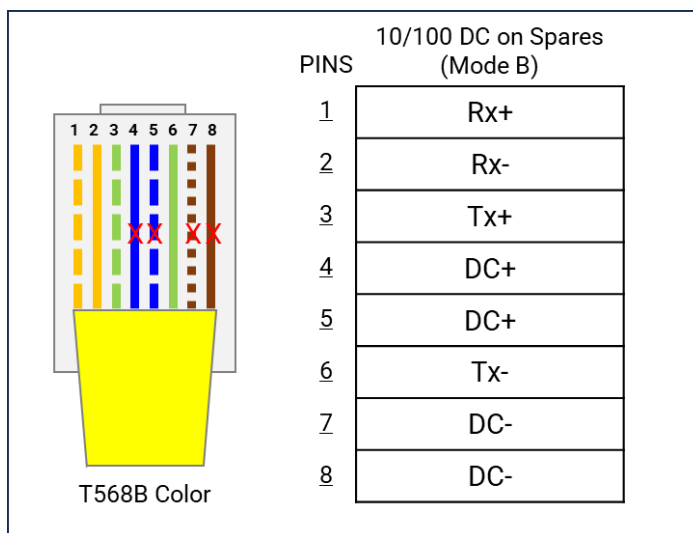 10/100 DC on Spares
PINS (Mode B)
1 2 3 4 5 6 7 8
X X X X
T568B Color
1 Rx+
2 Rx-
3 Tx+
4 DC+
5 DC+
6 Tx-
7 DC-
8 DC-